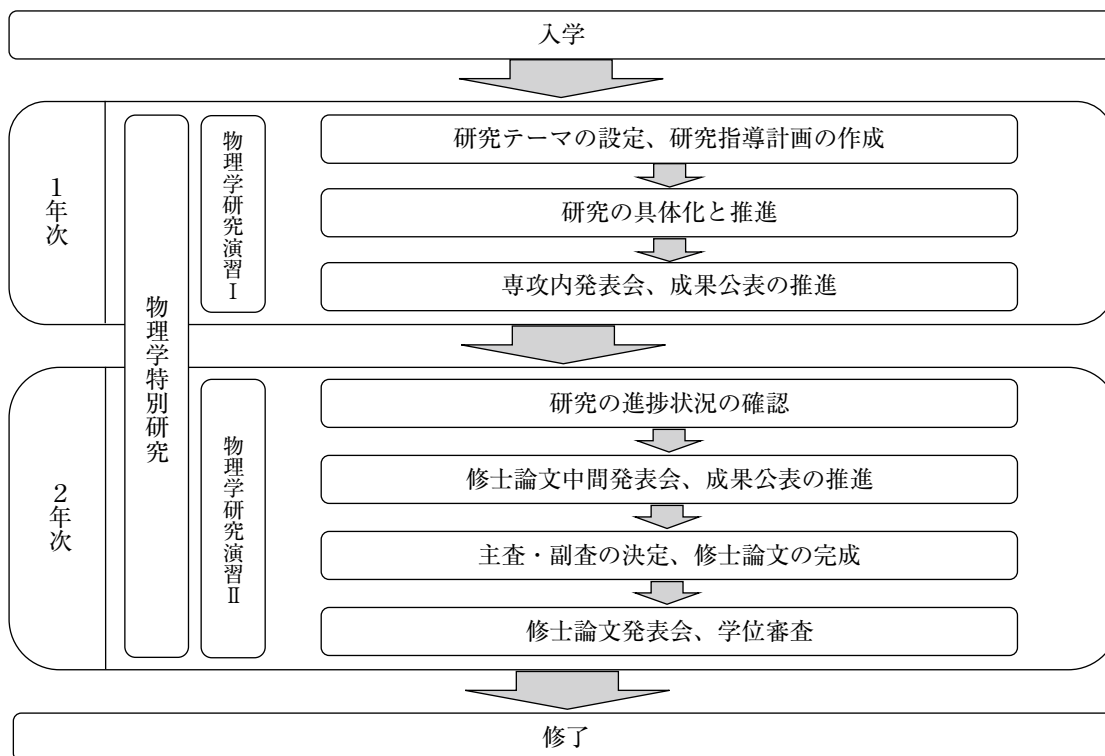 入学
1年次
物理学特別研究
物理学研究演習Ⅰ
研究テーマの設定、研究指導計画の作成
研究の具体化と推進
専攻内発表会、成果公表の推進
2年次
物理学研究演習Ⅱ
研究の進捗状況の確認
修士論文中間発表会、成果公表の推進
主査・副査の決定、修士論文の完成
修士論文発表会、学位審査
修了